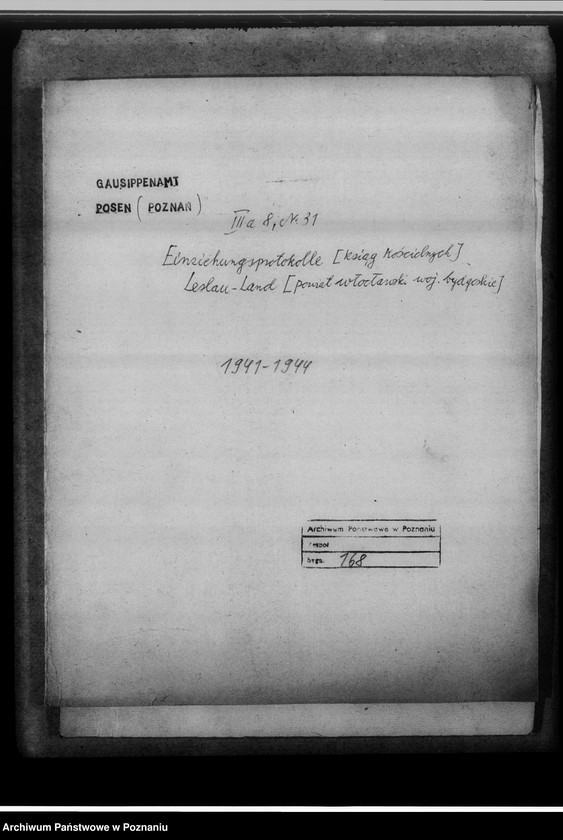 GAUSIPPENAMT
POSEN (POZNAŃ)
III a 8, Nr. 31
Einziehungsprotokolle [ksiąg kościelnych]
Leslau-Land [powiat włocławski woj. bydgoskie]
1941-1944
Archiwum Państwowe w Poznaniu
Zespół
Sygn. 168
Archiwum Państwowe w Poznaniu